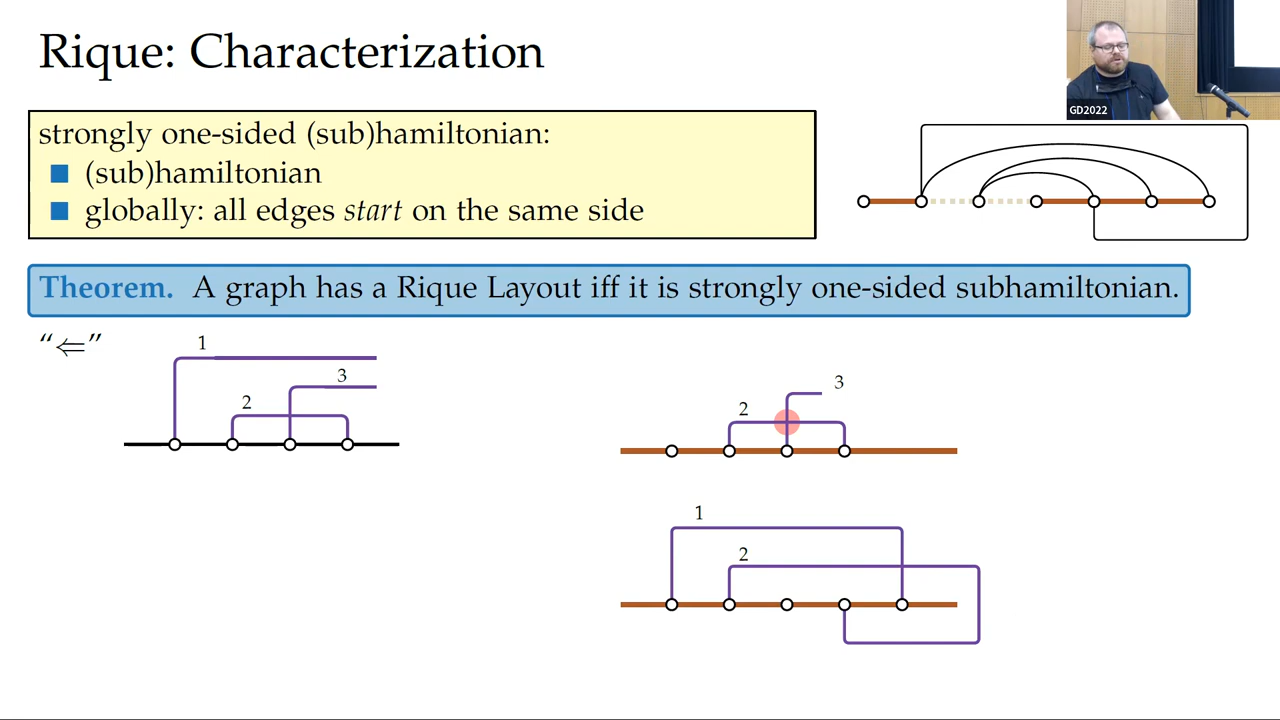 Rique: Characterization
GD2022
strongly one-sided (sub)hamiltonian:
(sub)hamiltonian
globally: all edges start on the same side
Theorem. A graph has a Rique Layout iff it is strongly one-sided subhamiltonian.
“⇐”
1
3
2
3
2
1
2